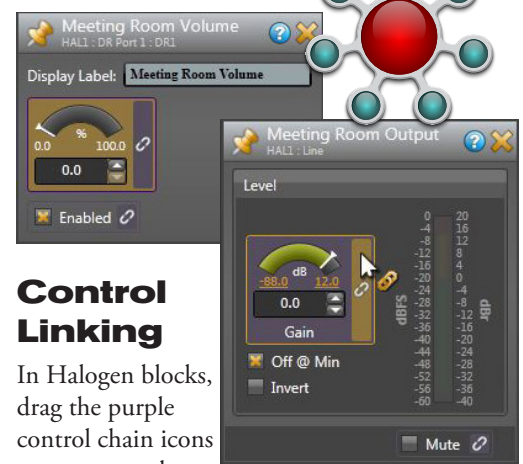 Meeting Room Volume
HAL1 : DR Port 1 : DR1
Display Label: Meeting Room Volume
%
0.0 100.0
0.0
Enabled
Meeting Room Output
HAL1 : Line
Level
dB
-88.0 12.0
0.0
Gain
Off @ Min
Invert
dBFS
0 20
-4 16
-8 12
-12 8
-16 4
-20 0
-24 -4
-28 -8
-32 -12
-36 -16
-40 -20
-44 -24
-48 -28
-52 -32
-56 -36
-60 -40
dBr
Mute
Control
Linking
In Halogen blocks,
drag the purple
control chain icons